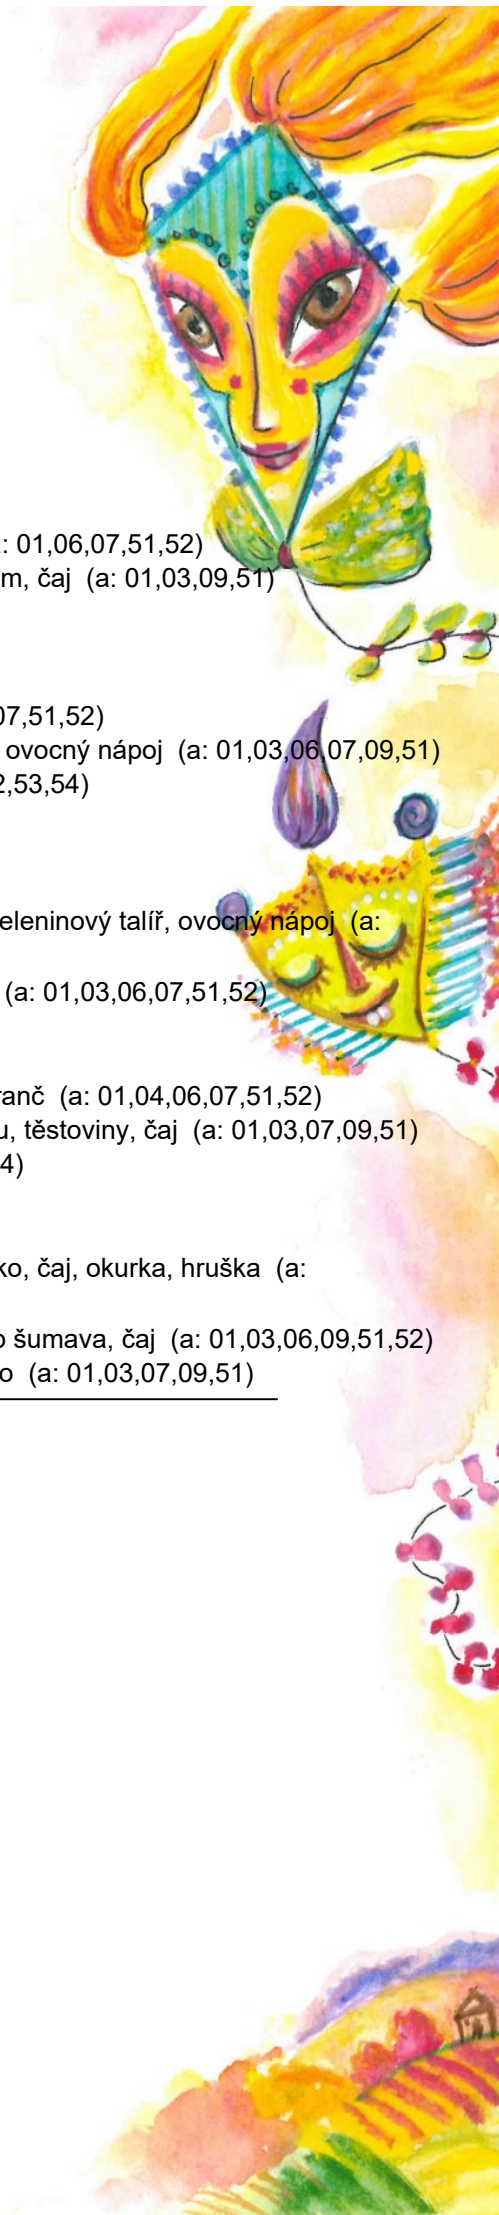 : 01,06,07,51,52)
m, čaj (a: 01,03,09,51)
07,51,52)
ovocný nápoj (a: 01,03,06,07,09,51)
2,53,54)
eleninový talíř, ovocný nápoj (a:
(a: 01,03,06,07,51,52)
ranč (a: 01,04,06,07,51,52)
u, těstoviny, čaj (a: 01,03,07,09,51)
4)
ko, čaj, okurka, hruška (a:
o šumava, čaj (a: 01,03,06,09,51,52)
o (a: 01,03,07,09,51)